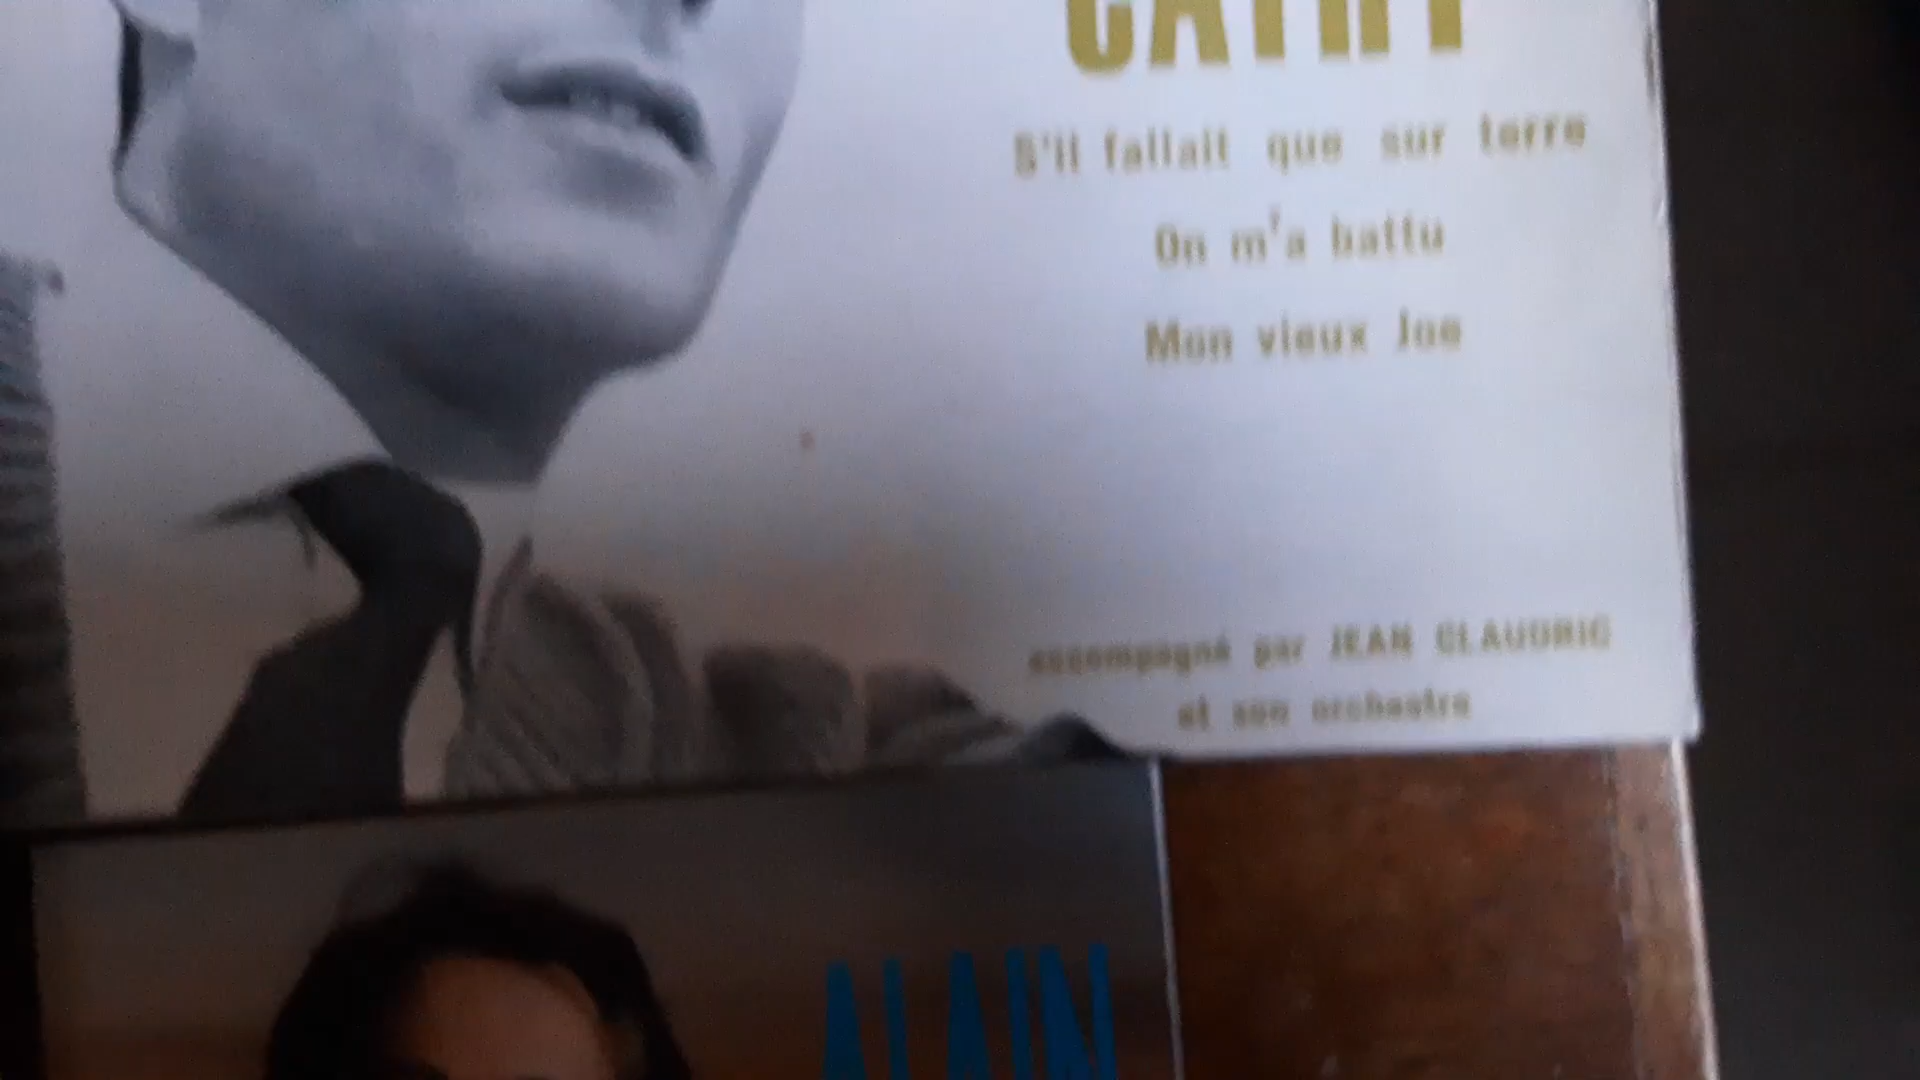 CATHY
S'il fallait que sur terre
On m'a battu
Mon vieux Joe
accompagné par JEAN CLAUDRIC
et son orchestre
ALAIN